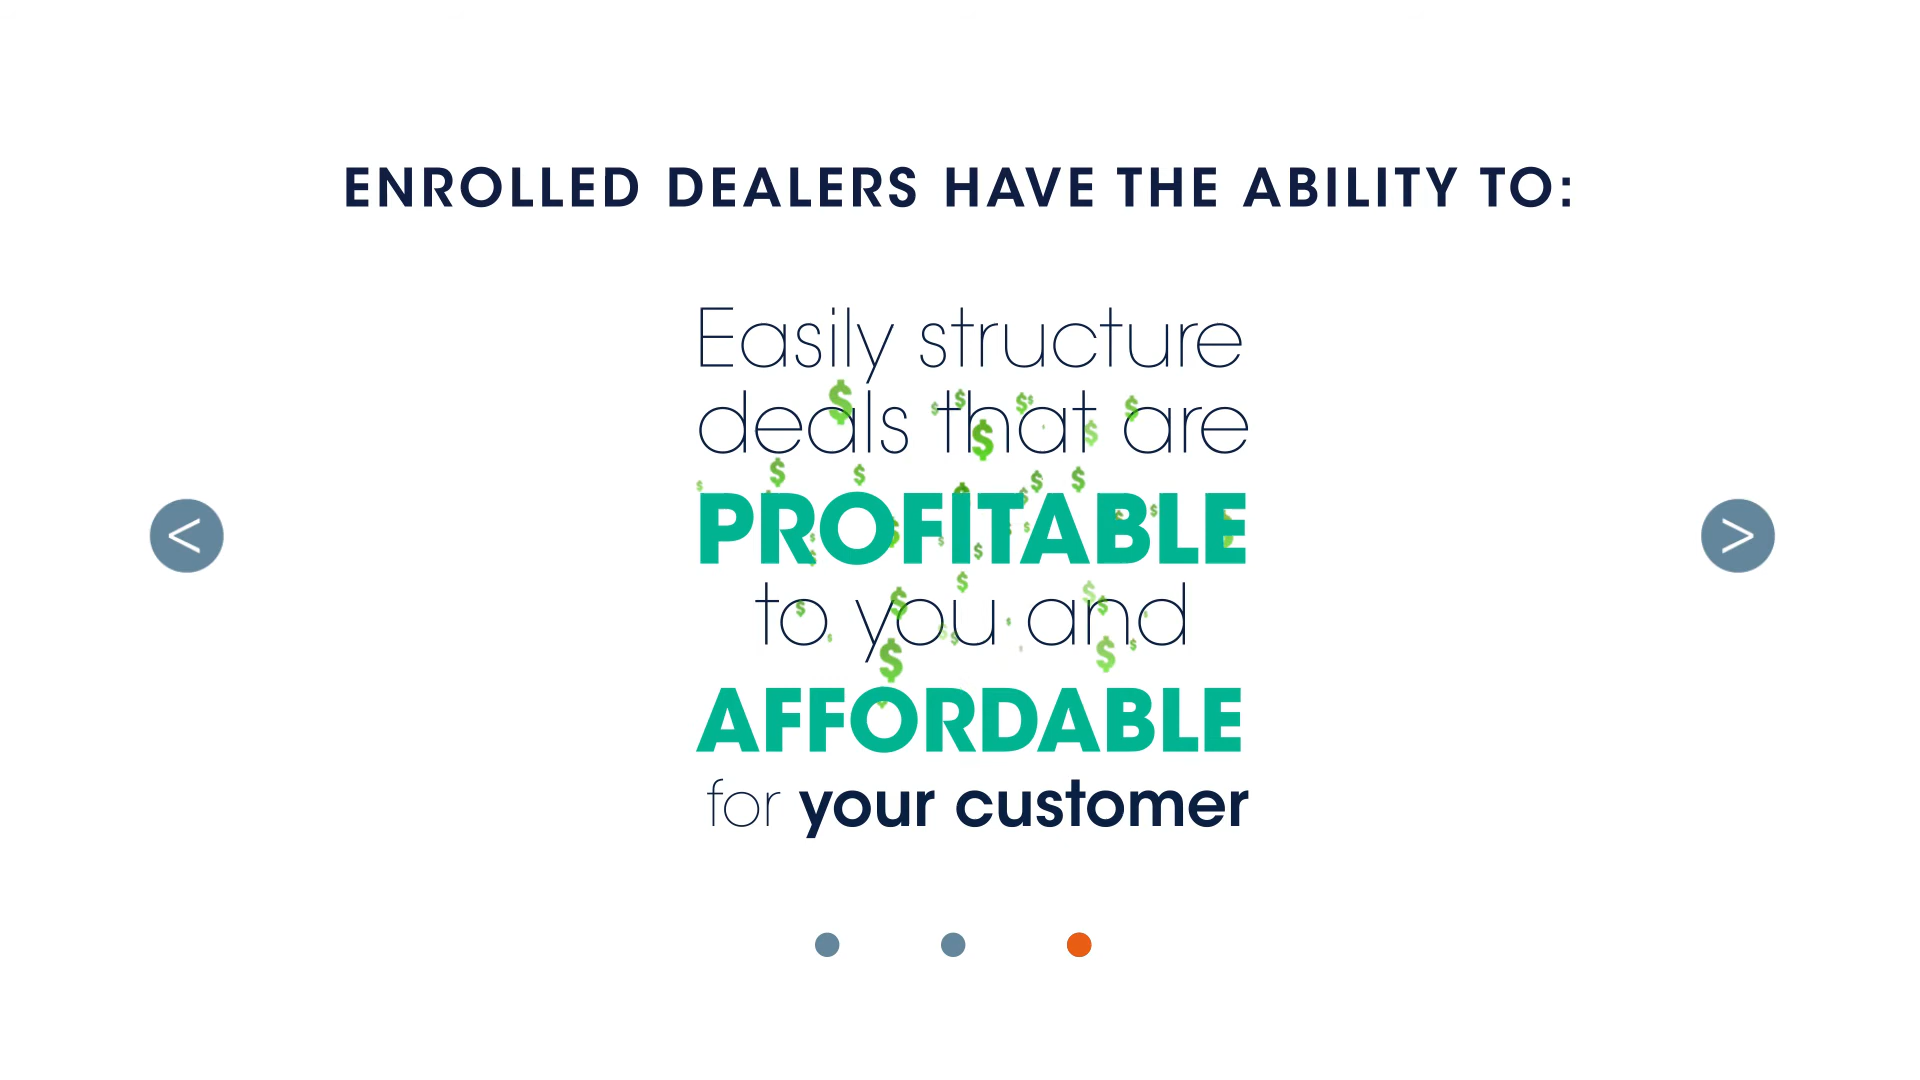 ENROLLED DEALERS HAVE THE ABILITY TO:
Easily structure
deals that are
PROFITABLE
to you and
AFFORDABLE
for your customer
< >